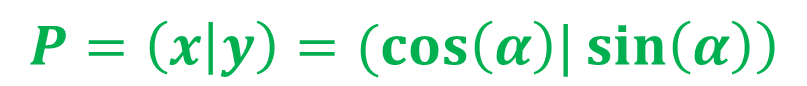 P = (x|y) = (cos(α)| sin(α))